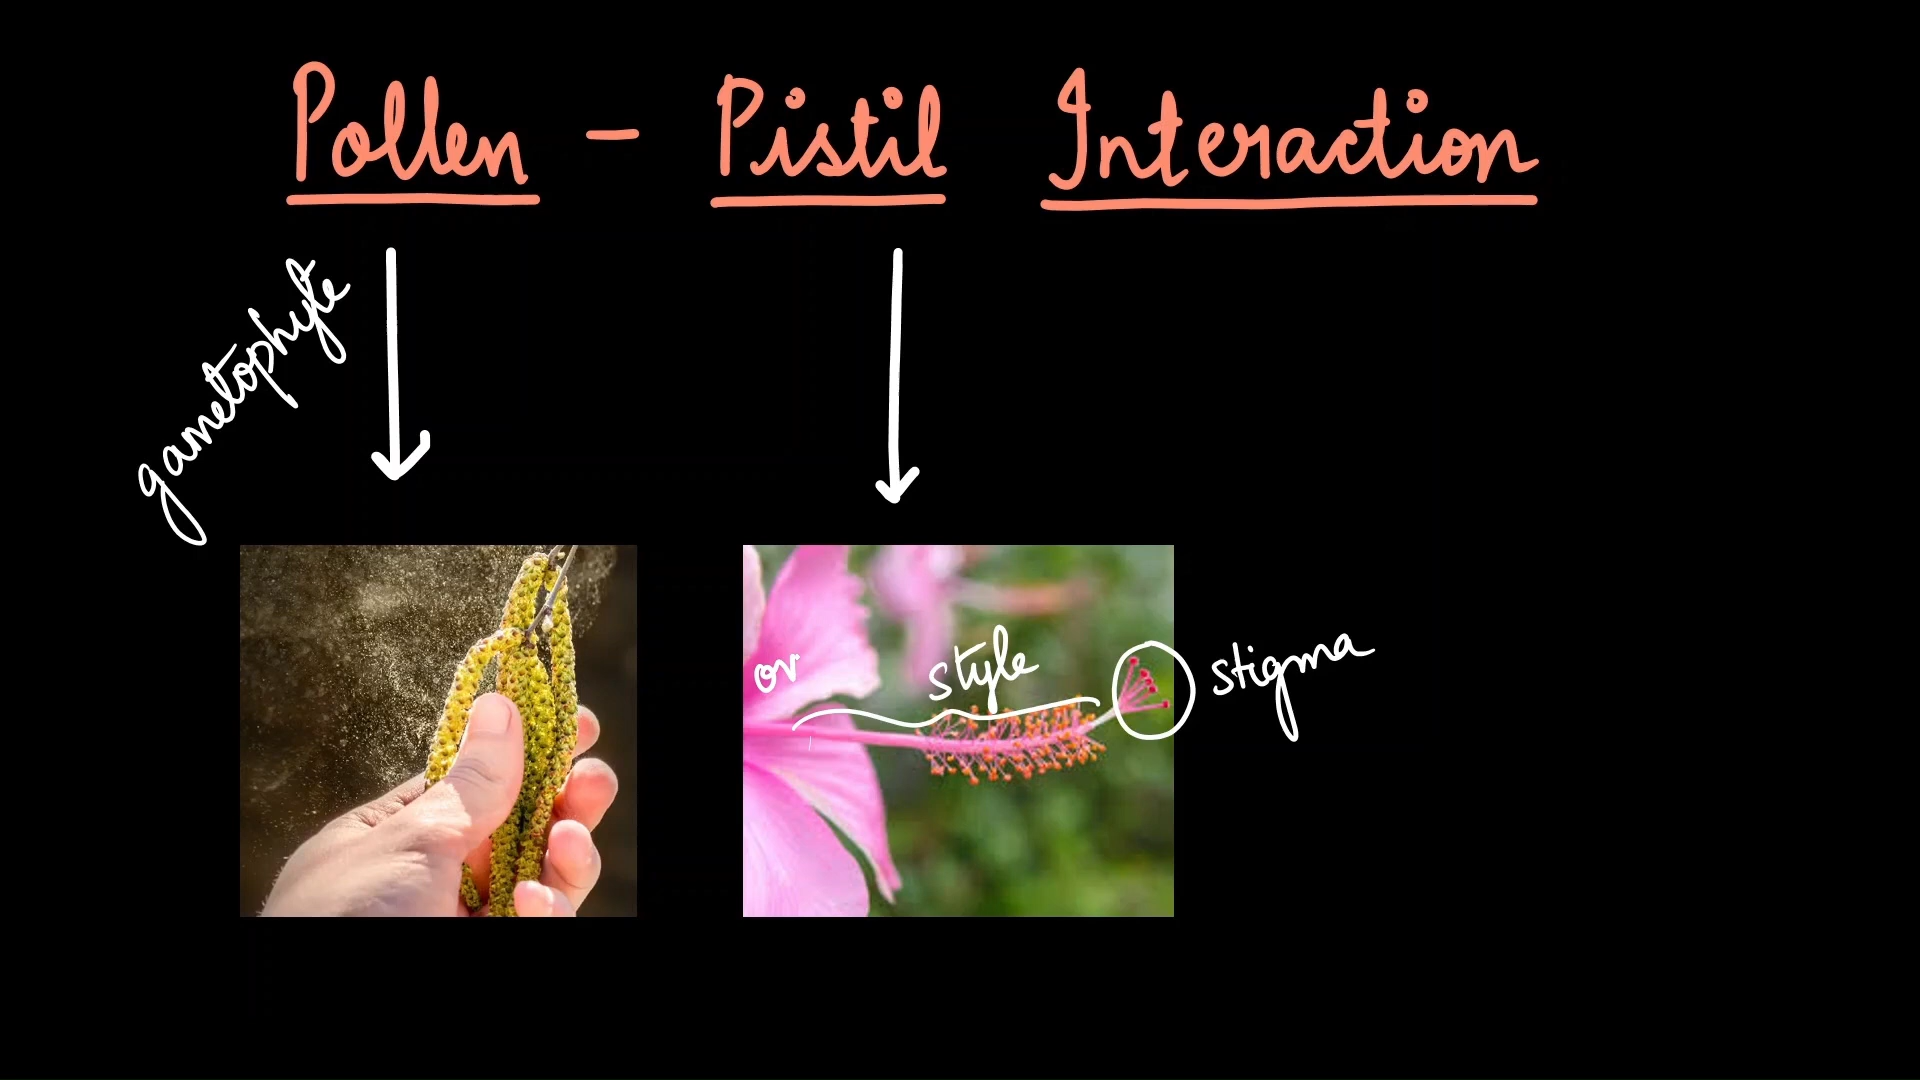 Pollen - Pistil Interaction
gametophyte
ov
style
stigma